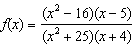 f(x) = (x² − 16)(x − 5) / (x² + 25)(x + 4)